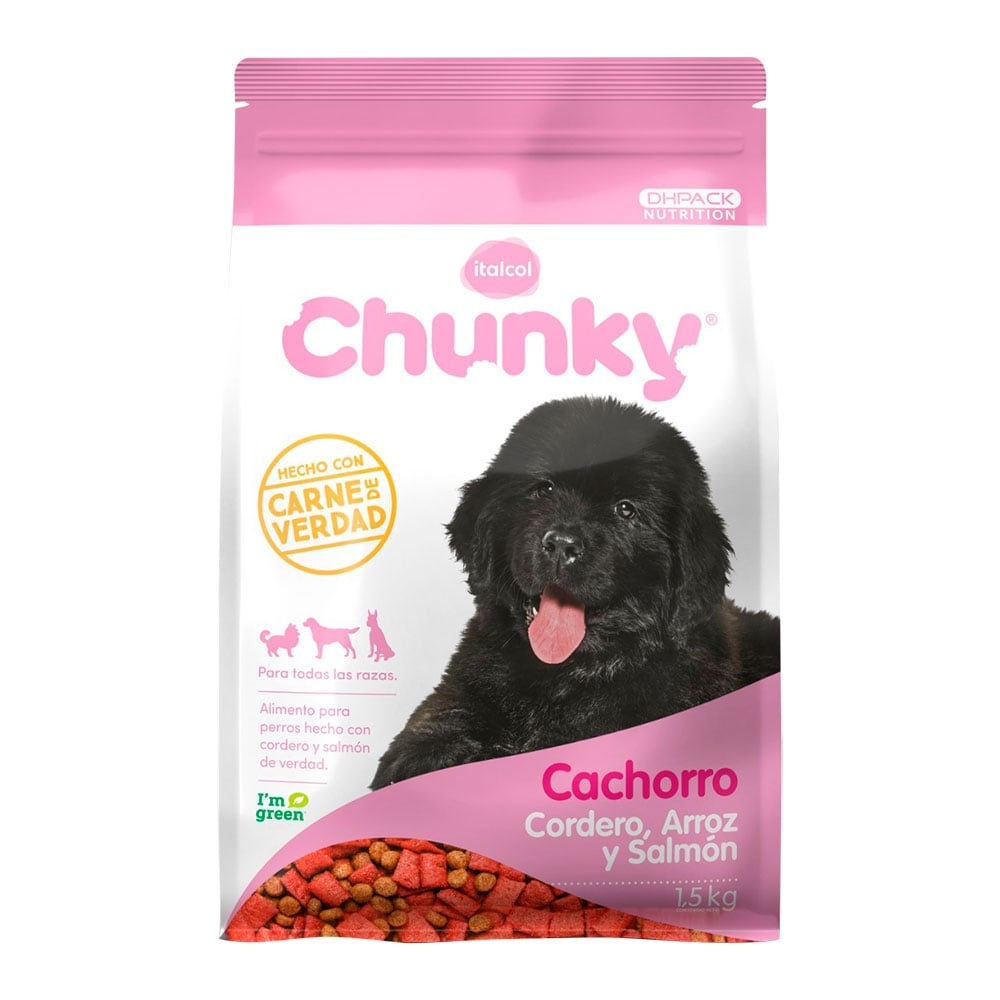 DHPACK
NUTRITION
italcol
Chunky®
HECHO CON
CARNE DE
VERDAD
Para todas las razas.
Alimento para
perros hecho con
cordero y salmón
de verdad.
I'm
green
Cachorro
Cordero, Arroz
y Salmón
1,5 kg